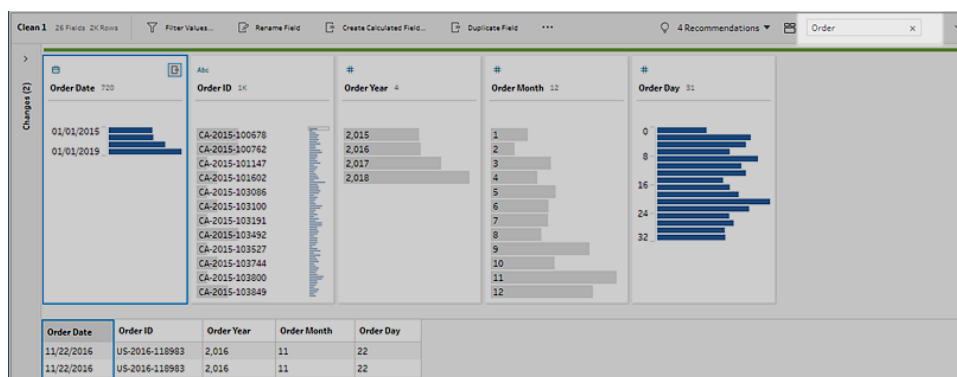 Clean 1 26 Fields 2K Rows Filter Values... Rename Field Create Calculated Field... Duplicate Field ... 4 Recommendations Order
Changes (2)
Order Date 720
01/01/2015
01/01/2019
Abc
Order ID 1K
CA-2015-100678
CA-2015-100762
CA-2015-101147
CA-2015-101602
CA-2015-103086
CA-2015-103100
CA-2015-103191
CA-2015-103492
CA-2015-103527
CA-2015-103744
CA-2015-103800
CA-2015-103849
#
Order Year 4
2,015
2,016
2,017
2,018
#
Order Month 12
1
2
3
4
5
6
7
8
9
10
11
12
#
Order Day 31
0
8
16
24
32
Order Date Order ID Order Year Order Month Order Day
11/22/2016 US-2016-118983 2,016 11 22
11/22/2016 US-2016-118983 2,016 11 22